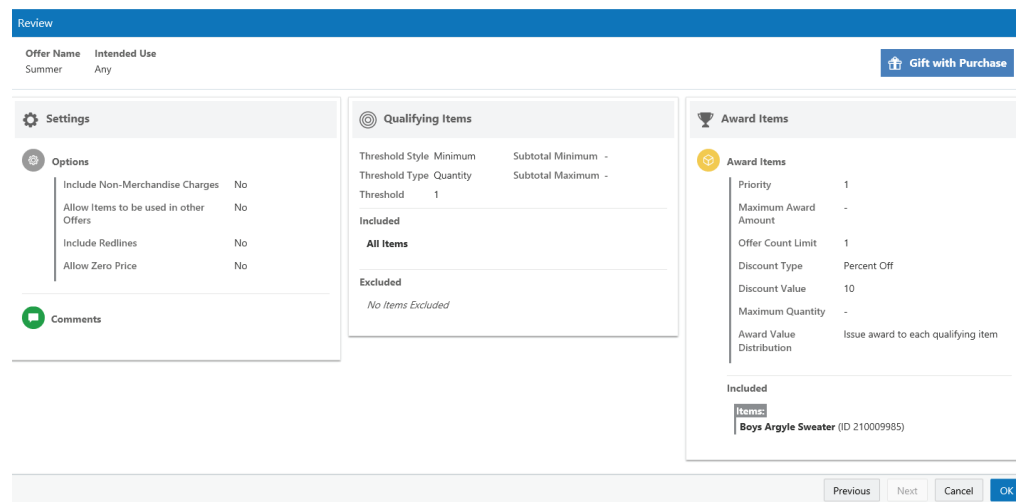 Review
Offer Name Intended Use
Summer Any
Gift with Purchase
Settings
Options
Include Non-Merchandise Charges No
Allow Items to be used in other No
Offers
Include Redlines No
Allow Zero Price No
Comments
Qualifying Items
Threshold Style Minimum Subtotal Minimum -
Threshold Type Quantity Subtotal Maximum -
Threshold 1
Included
All Items
Excluded
No Items Excluded
Award Items
Award Items
Priority 1
Maximum Award -
Amount
Offer Count Limit 1
Discount Type Percent Off
Discount Value 10
Maximum Quantity -
Award Value Issue award to each qualifying item
Distribution
Included
Items:
Boys Argyle Sweater (ID 210009985)
Previous Next Cancel OK